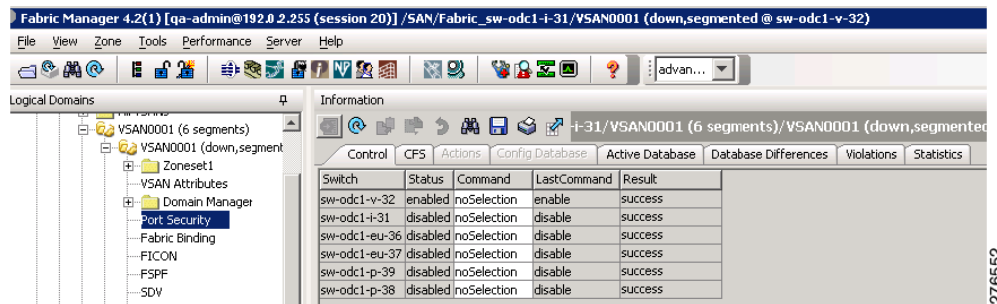 Fabric Manager 4.2(1) [qa-admin@192.0.2.255 (session 20)] /SAN/Fabric_sw-odc1-i-31/VSAN0001 (down,segmented @ sw-odc1-v-32)
File View Zone Tools Performance Server Help
advan...
Logical Domains
Information
-i-31/VSAN0001 (6 segments)/VSAN0001 (down,segmented
VSAN0001 (6 segments)
VSAN0001 (down,segment
Zoneset1
VSAN Attributes
Domain Manager
Port Security
Fabric Binding
FICON
FSPF
SDV
Control CFS Actions Config Database Active Database Database Differences Violations Statistics
Switch Status Command LastCommand Result
sw-odc1-v-32 enabled noSelection enable success
sw-odc1-i-31 disabled noSelection disable success
sw-odc1-eu-36 disabled noSelection disable success
sw-odc1-eu-37 disabled noSelection disable success
sw-odc1-p-39 disabled noSelection disable success
sw-odc1-p-38 disabled noSelection disable success
276552